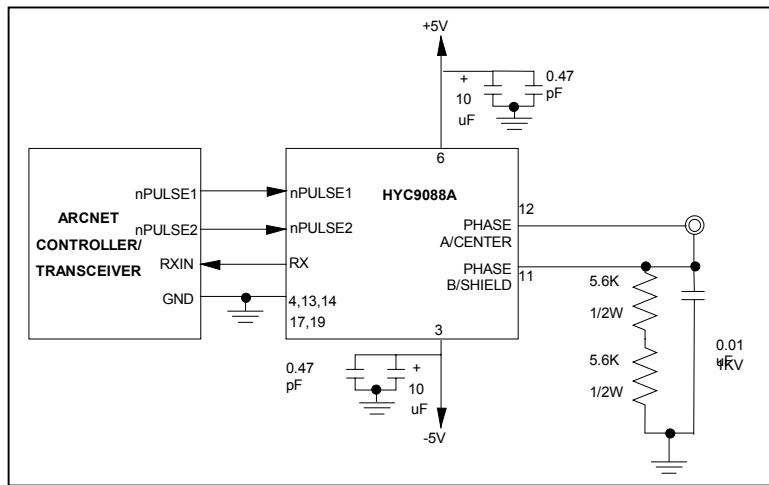 +5V
+
10
uF
0.47
pF
6
HYC9088A
nPULSE1
nPULSE1
ARCNET
CONTROLLER/
TRANSCEIVER
nPULSE2
nPULSE2
RXIN
RX
GND
4,13,14
17,19
12
PHASE
A/CENTER
PHASE
B/SHIELD
11
5.6K
1/2W
5.6K
1/2W
0.01
uF
1KV
3
0.47
pF
+
10
uF
-5V